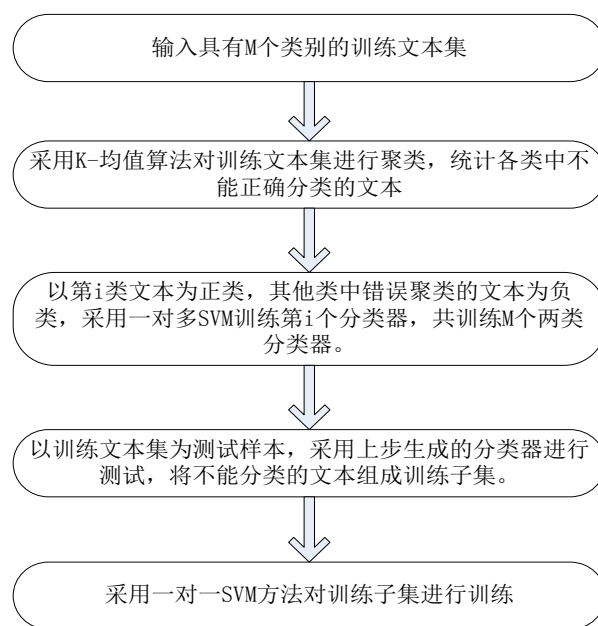 输入具有M个类别的训练文本集
采用K-均值算法对训练文本集进行聚类，统计各类中不
能正确分类的文本
以第i类文本为正类，其他类中错误聚类的文本为负
类，采用一对多SVM训练第i个分类器，共训练M个两类
分类器。
以训练文本集为测试样本，采用上步生成的分类器进行
测试，将不能分类的文本组成训练子集。
采用一对一SVM方法对训练子集进行训练